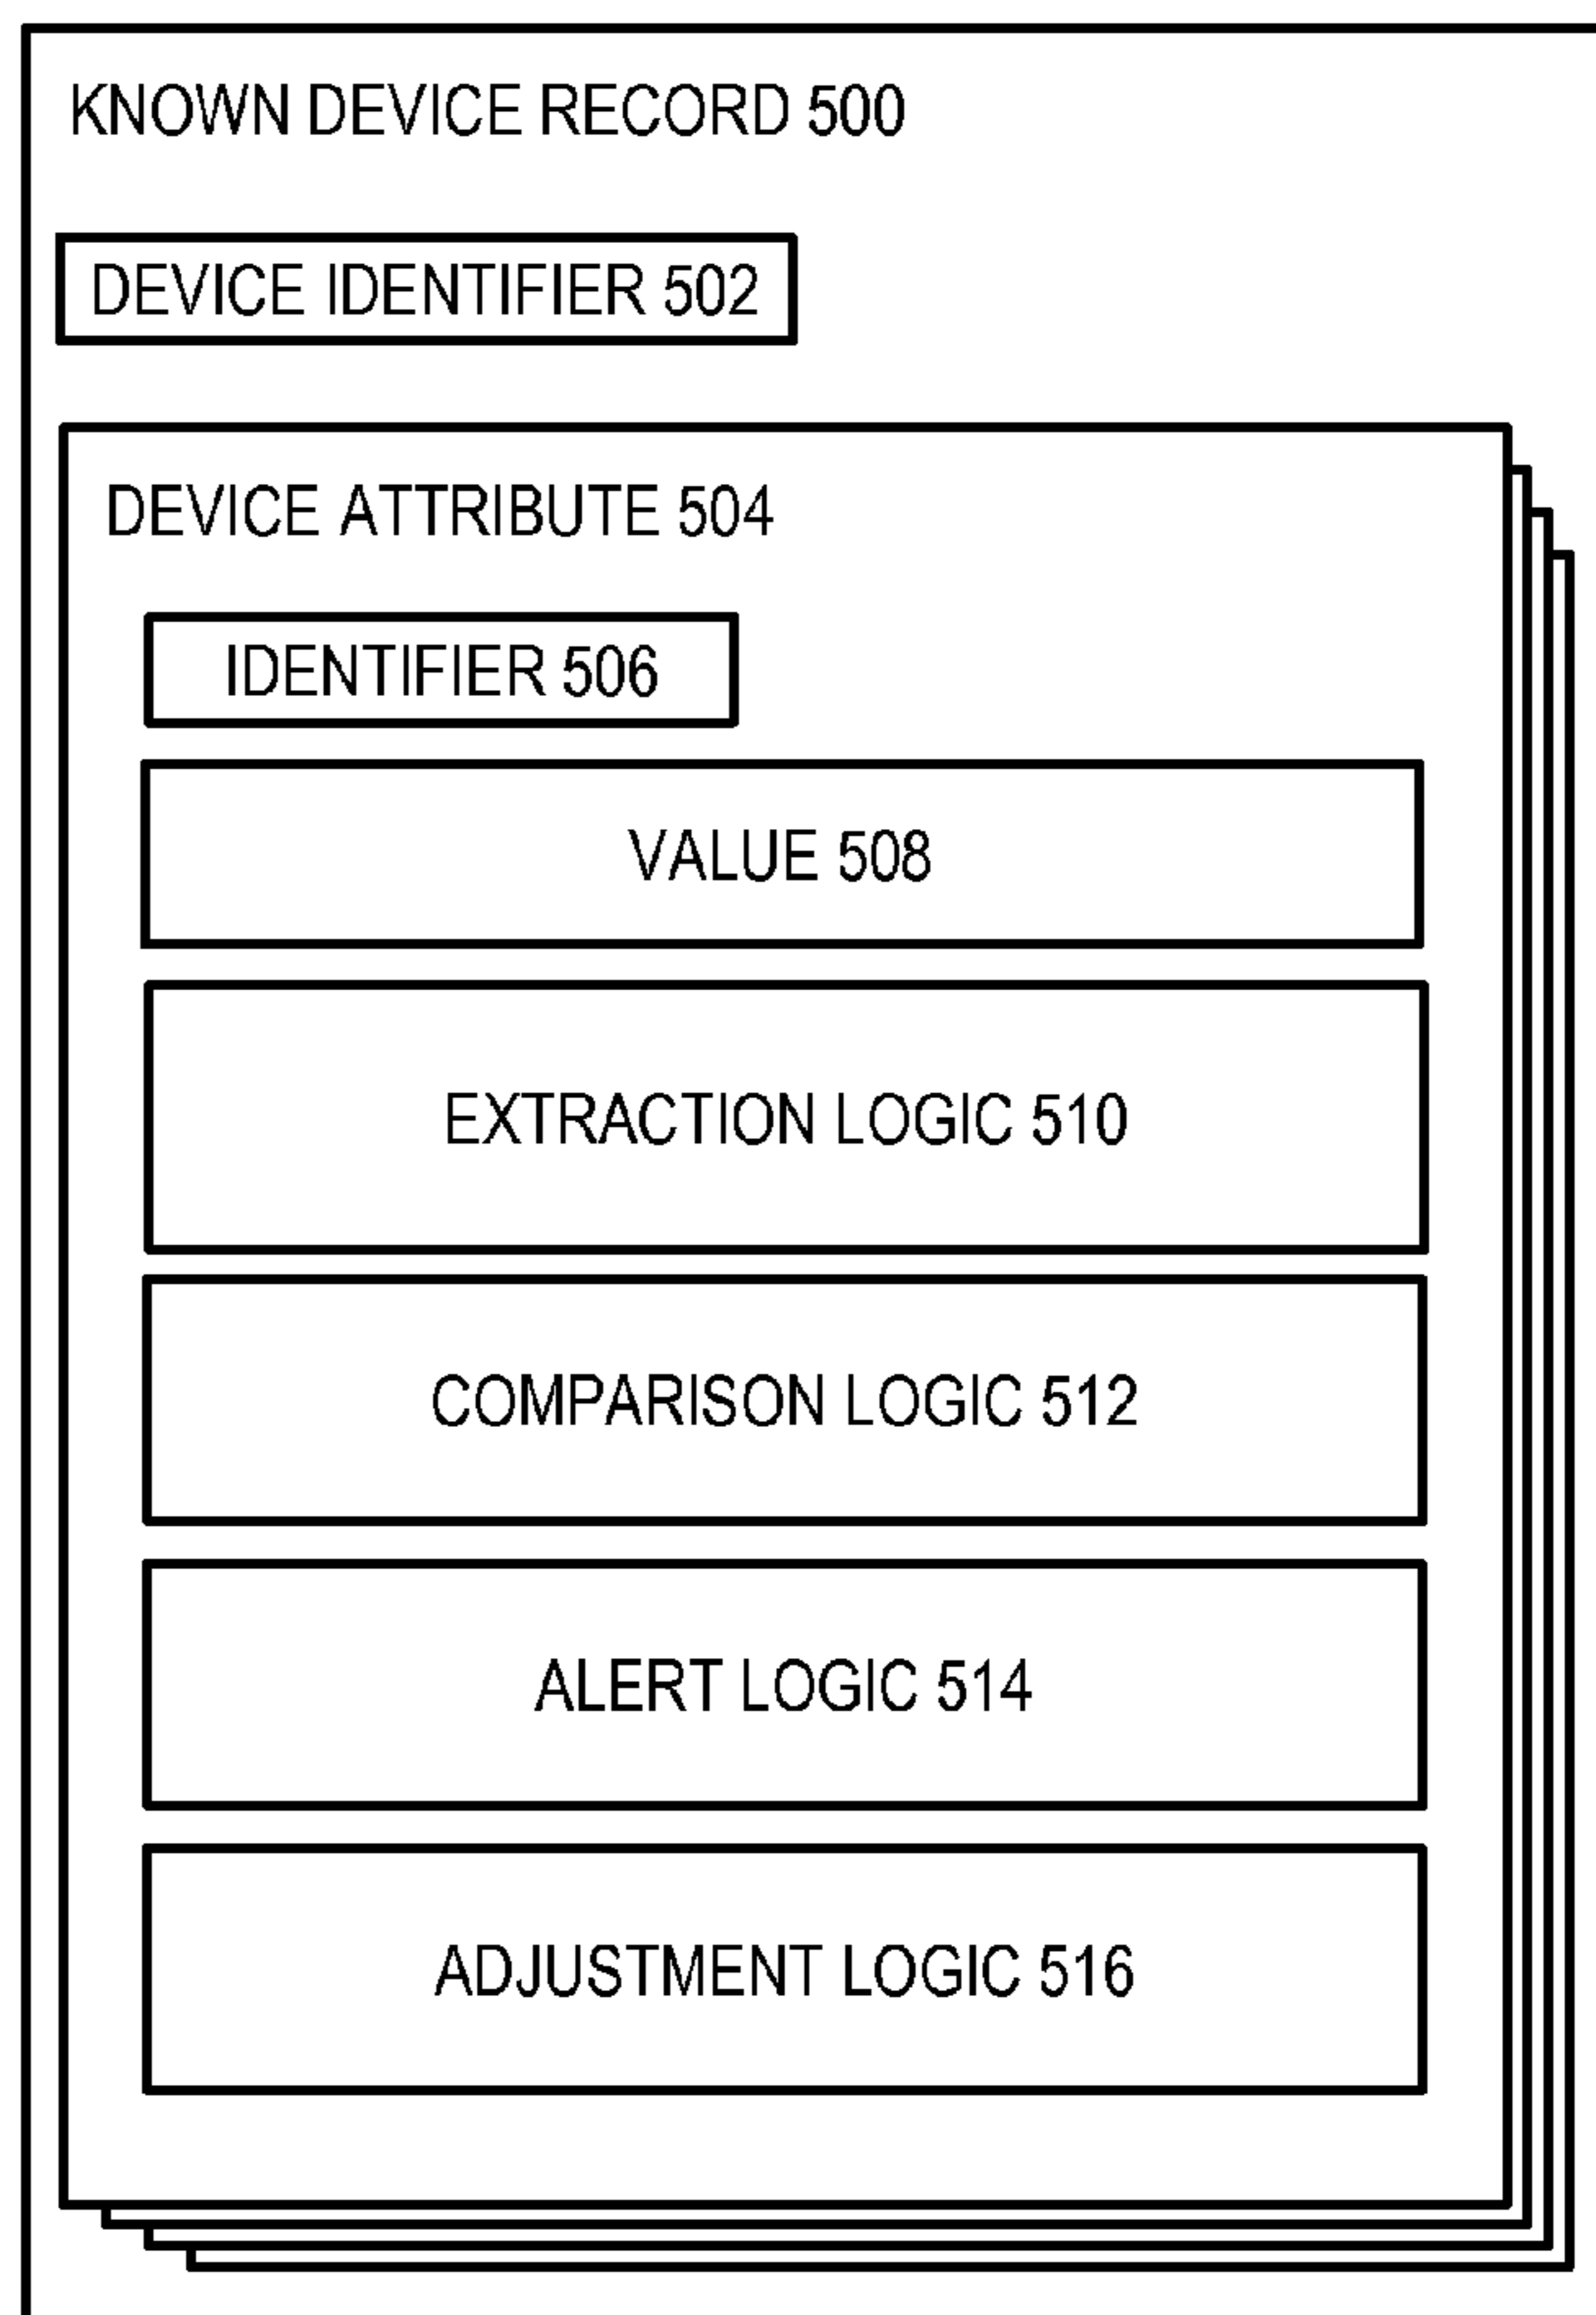 KNOWN DEVICE RECORD 500
DEVICE IDENTIFIER 502
DEVICE ATTRIBUTE 504
IDENTIFIER 506
VALUE 508
EXTRACTION LOGIC 510
COMPARISON LOGIC 512
ALERT LOGIC 514
ADJUSTMENT LOGIC 516